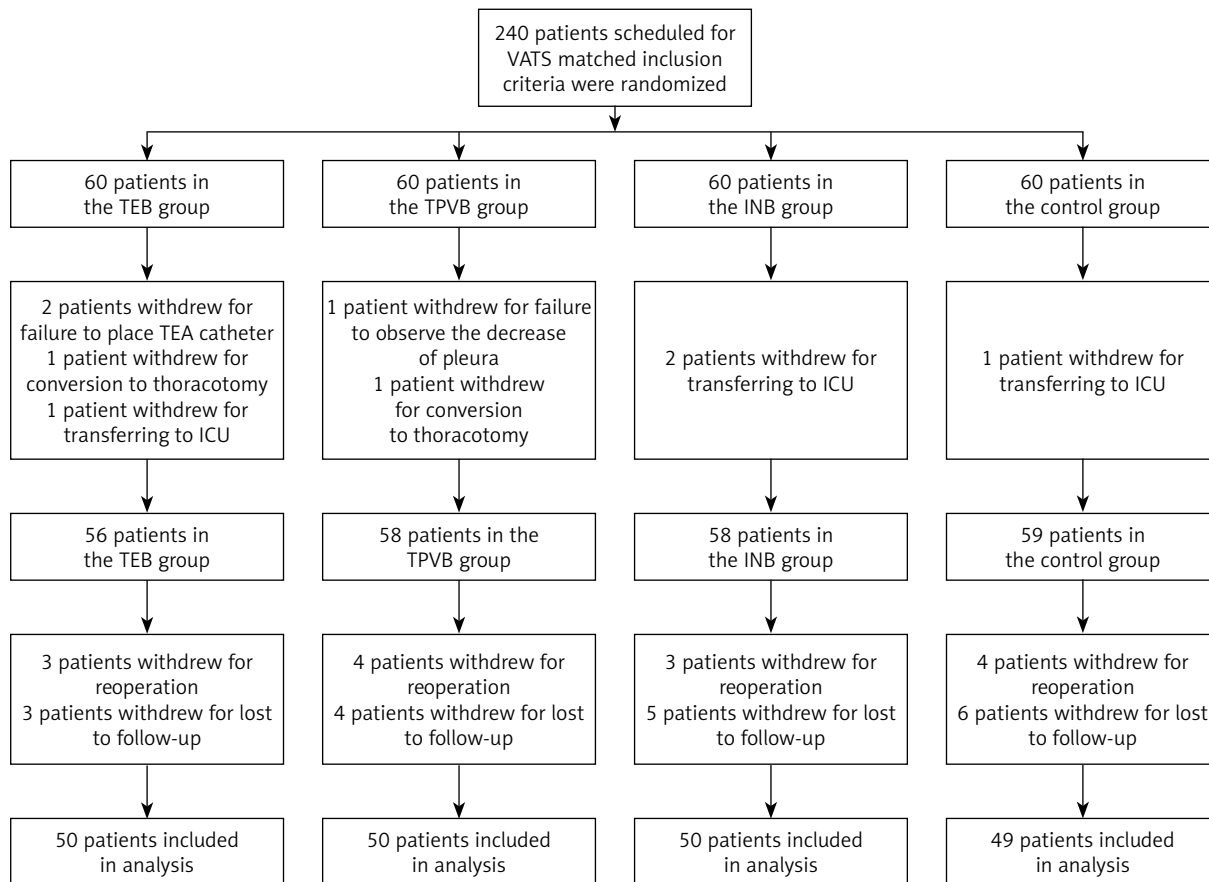 240 patients scheduled for
VATS matched inclusion
criteria were randomized
60 patients in
the TEB group
60 patients in
the TPVB group
60 patients in
the INB group
60 patients in
the control group
2 patients withdrew for
failure to place TEA catheter
1 patient withdrew for
conversion to thoracotomy
1 patient withdrew for
transferring to ICU
1 patient withdrew for failure
to observe the decrease
of pleura
1 patient withdrew
for conversion
to thoracotomy
2 patients withdrew for
transferring to ICU
1 patient withdrew for
transferring to ICU
56 patients in
the TEB group
58 patients in the
TPVB group
58 patients in
the INB group
59 patients in
the control group
3 patients withdrew for
reoperation
3 patients withdrew for lost
to follow-up
4 patients withdrew for
reoperation
4 patients withdrew for lost
to follow-up
3 patients withdrew for
reoperation
5 patients withdrew for lost
to follow-up
4 patients withdrew for
reoperation
6 patients withdrew for lost
to follow-up
50 patients included
in analysis
50 patients included
in analysis
50 patients included
in analysis
49 patients included
in analysis